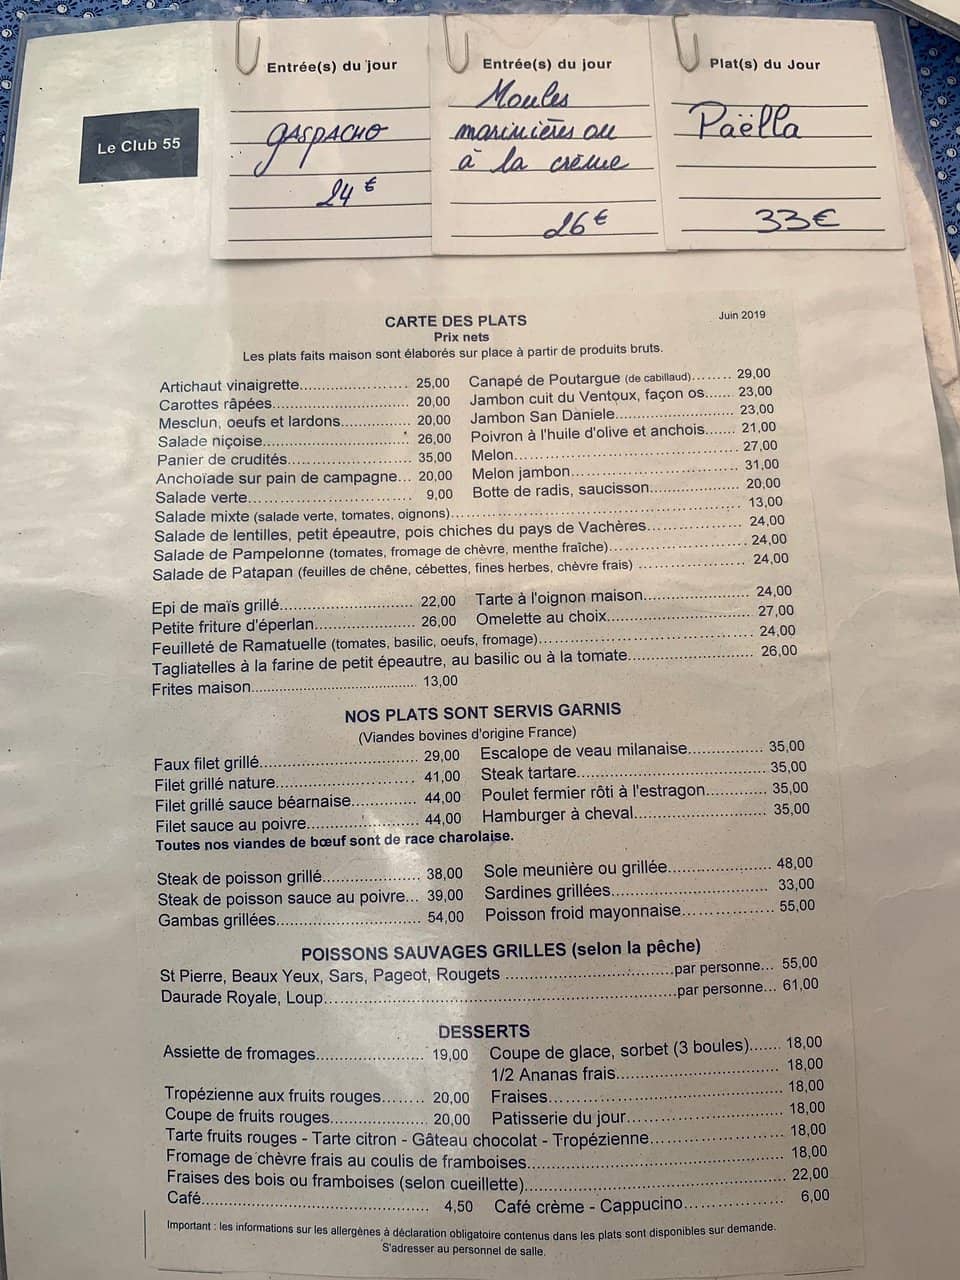 Le Club 55
Entrée(s) du jour
GASPACHO
24 €
Entrée(s) du jour
Moules
marinières ou
à la crème
26 €
Plat(s) du Jour
Paëlla
33 €
CARTE DES PLATS
Juin 2019
Prix nets
Les plats faits maison sont élaborés sur place à partir de produits bruts.
Artichaut vinaigrette........................ 25,00 Canapé de Poutargue (de cabillaud)........ 29,00
Carottes râpées.............................. 20,00 Jambon cuit du Ventoux, façon os...... 23,00
Mesclun, oeufs et lardons............... 20,00 Jambon San Daniele.......................... 23,00
Salade niçoise................................ 26,00 Poivron à l'huile d'olive et anchois....... 21,00
Panier de crudités........................... 35,00 Melon................................................ 27,00
Anchoïade sur pain de campagne... 20,00 Melon jambon................................... 31,00
Salade verte................................... 9,00 Botte de radis, saucisson................... 20,00
Salade mixte (salade verte, tomates, oignons)................................................ 13,00
Salade de lentilles, petit épeautre, pois chiches du pays de Vachères................ 24,00
Salade de Pampelonne (tomates, fromage de chèvre, menthe fraîche)........................ 24,00
Salade de Patapan (feuilles de chêne, cébettes, fines herbes, chèvre frais) ................... 24,00
Epi de maïs grillé............................ 22,00 Tarte à l'oignon maison..................... 24,00
Petite friture d'éperlan..................... 26,00 Omelette au choix............................. 27,00
Feuilleté de Ramatuelle (tomates, basilic, oeufs, fromage)..................................... 24,00
Tagliatelles à la farine de petit épeautre, au basilic ou à la tomate...................... 26,00
Frites maison................................. 13,00
NOS PLATS SONT SERVIS GARNIS
(Viandes bovines d'origine France)
Faux filet grillé................................ 29,00 Escalope de veau milanaise............... 35,00
Filet grillé nature............................. 41,00 Steak tartare..................................... 35,00
Filet grillé sauce béarnaise............. 44,00 Poulet fermier rôti à l'estragon............ 35,00
Filet sauce au poivre....................... 44,00 Hamburger à cheval.......................... 35,00
Toutes nos viandes de bœuf sont de race charolaise.
Steak de poisson grillé................... 38,00 Sole meunière ou grillée.................... 48,00
Steak de poisson sauce au poivre... 39,00 Sardines grillées............................... 33,00
Gambas grillées............................. 54,00 Poisson froid mayonnaise.................. 55,00
POISSONS SAUVAGES GRILLES (selon la pêche)
St Pierre, Beaux Yeux, Sars, Pageot, Rougets ................................par personne... 55,00
Daurade Royale, Loup..................................................................par personne... 61,00
DESSERTS
Assiette de fromages...................... 19,00 Coupe de glace, sorbet (3 boules)...... 18,00
1/2 Ananas frais................................ 18,00
Tropézienne aux fruits rouges........ 20,00 Fraises.............................................. 18,00
Coupe de fruits rouges................... 20,00 Patisserie du jour.............................. 18,00
Tarte fruits rouges - Tarte citron - Gâteau chocolat - Tropézienne...................... 18,00
Fromage de chèvre frais au coulis de framboises................................................ 18,00
Fraises des bois ou framboises (selon cueillette)................................................. 22,00
Café.............................................. 4,50 Café crème - Cappucino.................... 6,00
Important : les informations sur les allergènes à déclaration obligatoire contenus dans les plats sont disponibles sur demande.
S'adresser au personnel de salle.